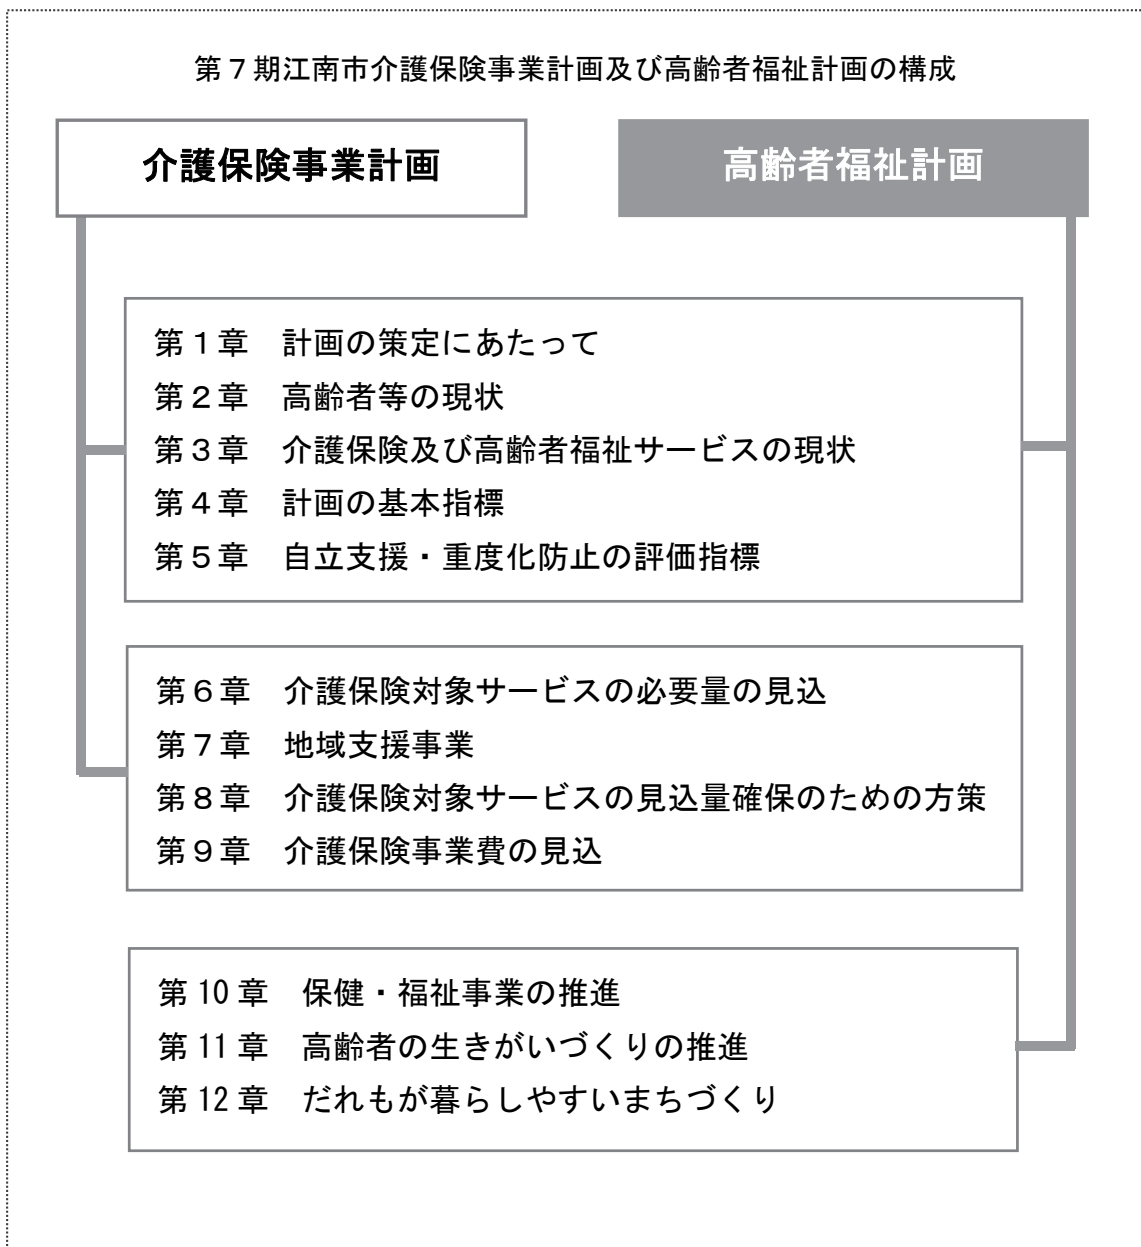 第７期江南市介護保険事業計画及び高齢者福祉計画の構成
介護保険事業計画
高齢者福祉計画
第１章　計画の策定にあたって
第２章　高齢者等の現状
第３章　介護保険及び高齢者福祉サービスの現状
第４章　計画の基本指標
第５章　自立支援・重度化防止の評価指標
第６章　介護保険対象サービスの必要量の見込
第７章　地域支援事業
第８章　介護保険対象サービスの見込量確保のための方策
第９章　介護保険事業費の見込
第10章　保健・福祉事業の推進
第11章　高齢者の生きがいづくりの推進
第12章　だれもが暮らしやすいまちづくり